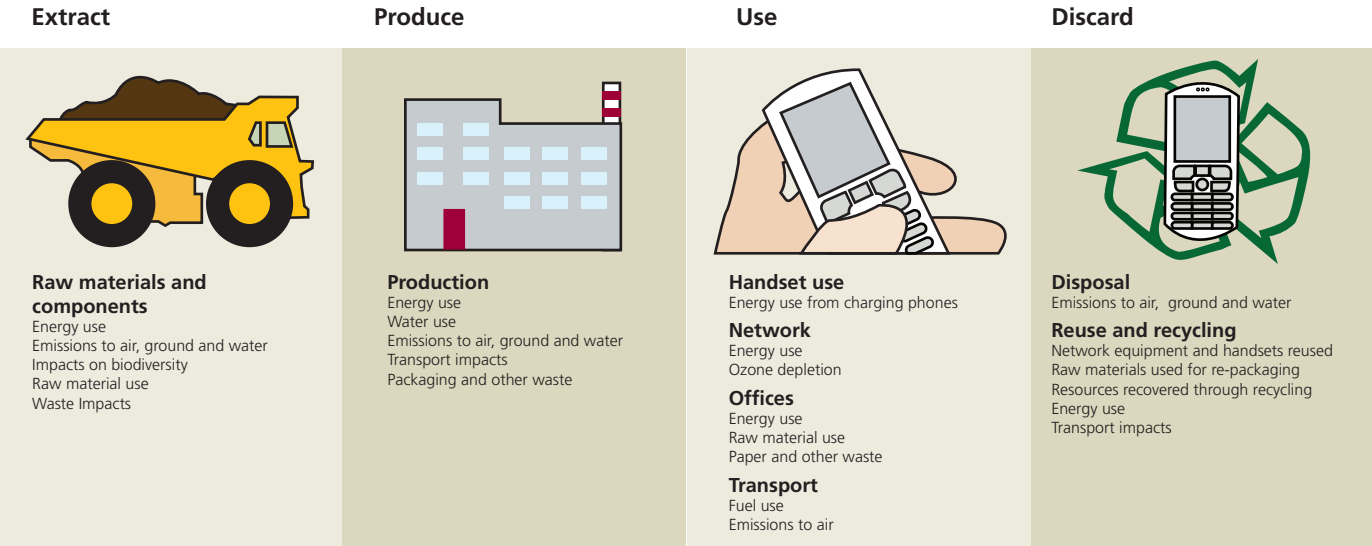 Extract
Produce
Use
Discard
Raw materials and
components
Energy use
Emissions to air, ground and water
Impacts on biodiversity
Raw material use
Waste Impacts
Production
Energy use
Water use
Emissions to air, ground and water
Transport impacts
Packaging and other waste
Handset use
Energy use from charging phones
Network
Energy use
Ozone depletion
Offices
Energy use
Raw material use
Paper and other waste
Transport
Fuel use
Emissions to air
Disposal
Emissions to air, ground and water
Reuse and recycling
Network equipment and handsets reused
Raw materials used for re-packaging
Resources recovered through recycling
Energy use
Transport impacts